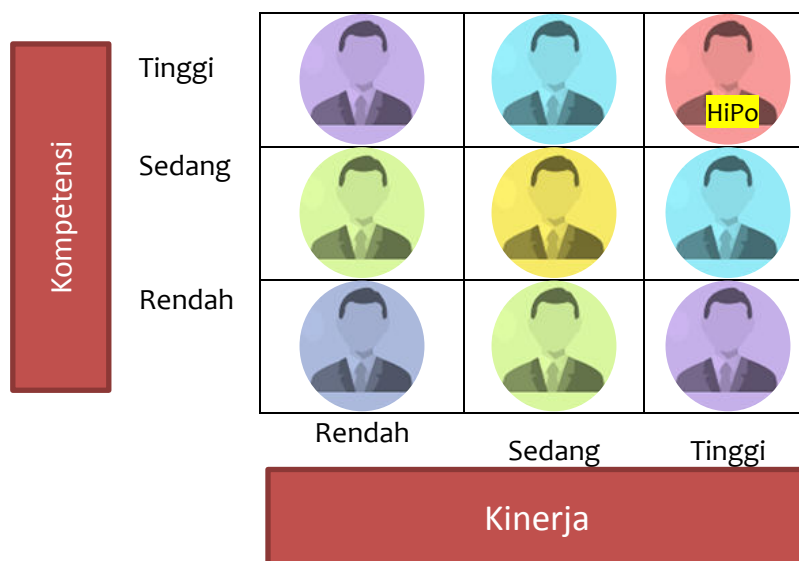 Kompetensi
Tinggi
HiPo
Sedang
Rendah
Rendah
Sedang
Tinggi
Kinerja